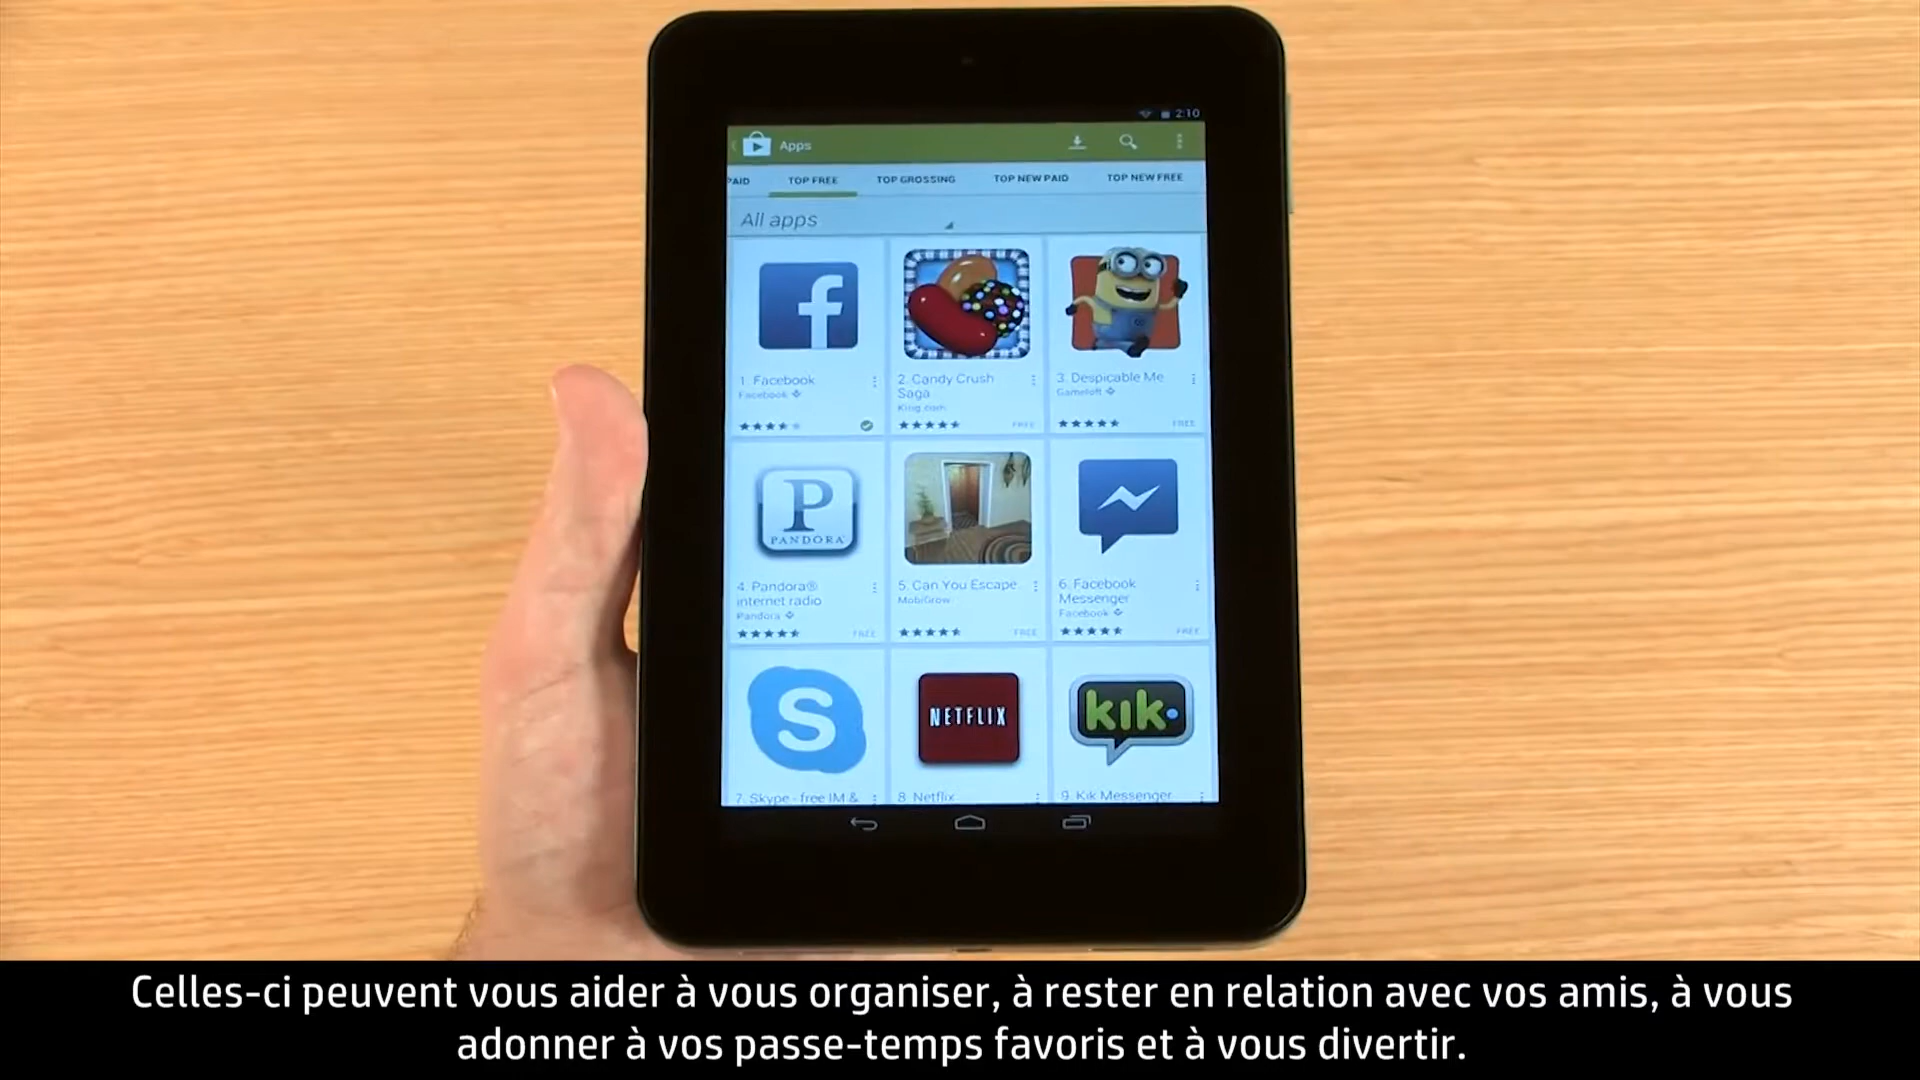 2:10
Apps
PAID TOP FREE TOP GROSSING TOP NEW PAID TOP NEW FREE
All apps
1. Facebook
Facebook
2. Candy Crush
Saga
King.com
FREE
3. Despicable Me
Gameloft
FREE
P
PANDORA
4. Pandora®
internet radio
Pandora
FREE
5. Can You Escape
MobiGrow
FREE
6. Facebook
Messenger
Facebook
FREE
S
7. Skype - free IM &
NETFLIX
8. Netflix
kik
9. Kik Messenger
Celles-ci peuvent vous aider à vous organiser, à rester en relation avec vos amis, à vous
adonner à vos passe-temps favoris et à vous divertir.